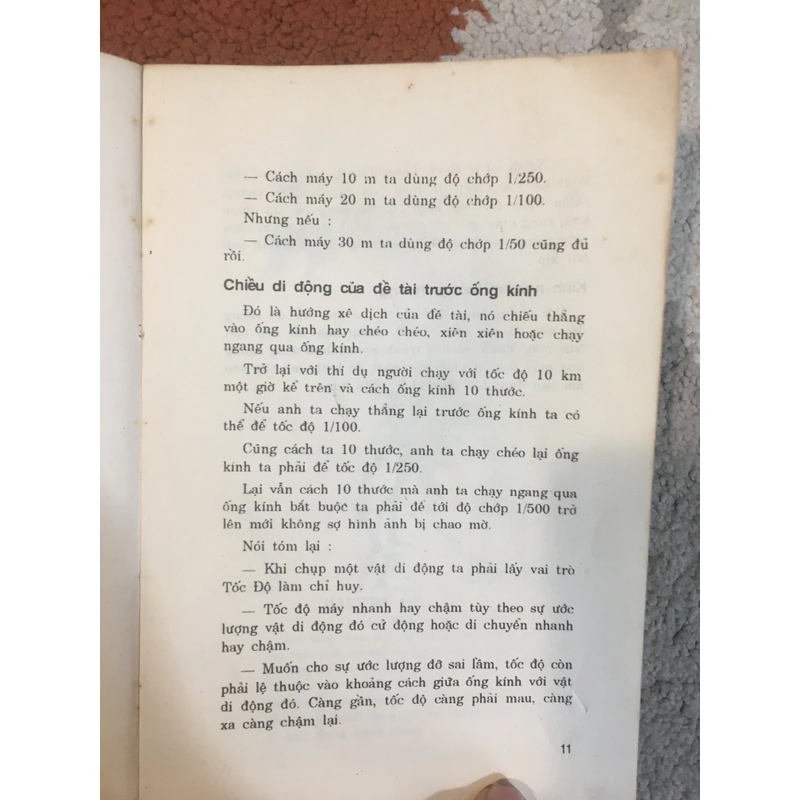 — Cách máy 10 m ta dùng độ chớp 1/250.
— Cách máy 20 m ta dùng độ chớp 1/100.
Nhưng nếu :
— Cách máy 30 m ta dùng độ chớp 1/50 cũng đủ
rồi.
Chiều di động của đề tài trước ống kính
Đó là hướng xê dịch của đề tài, nó chiếu thẳng
vào ống kính hay chéo chéo, xiên xiên hoặc chạy
ngang qua ống kính.
Trở lại với thí dụ người chạy với tốc độ 10 km
một giờ kể trên và cách ống kính 10 thước.
Nếu anh ta chạy thẳng lại trước ống kính ta có
thể để tốc độ 1/100.
Cũng cách ta 10 thước, anh ta chạy chéo lại ống
kính ta phải để tốc độ 1/250.
Lại vẫn cách 10 thước mà anh ta chạy ngang qua
ống kính bắt buộc ta phải để tới độ chớp 1/500 trở
lên mới không sợ hình ảnh bị chao mờ.
Nói tóm lại :
— Khi chụp một vật di động ta phải lấy vai trò
Tốc Độ làm chỉ huy.
— Tốc độ máy nhanh hay chậm tùy theo sự ước
lượng vật di động đó cử động hoặc di chuyển nhanh
hay chậm.
— Muốn cho sự ước lượng đỡ sai lầm, tốc độ còn
phải lệ thuộc vào khoảng cách giữa ống kính với vật
di động đó. Càng gần, tốc độ càng phải mau, càng
xa càng chậm lại.
11